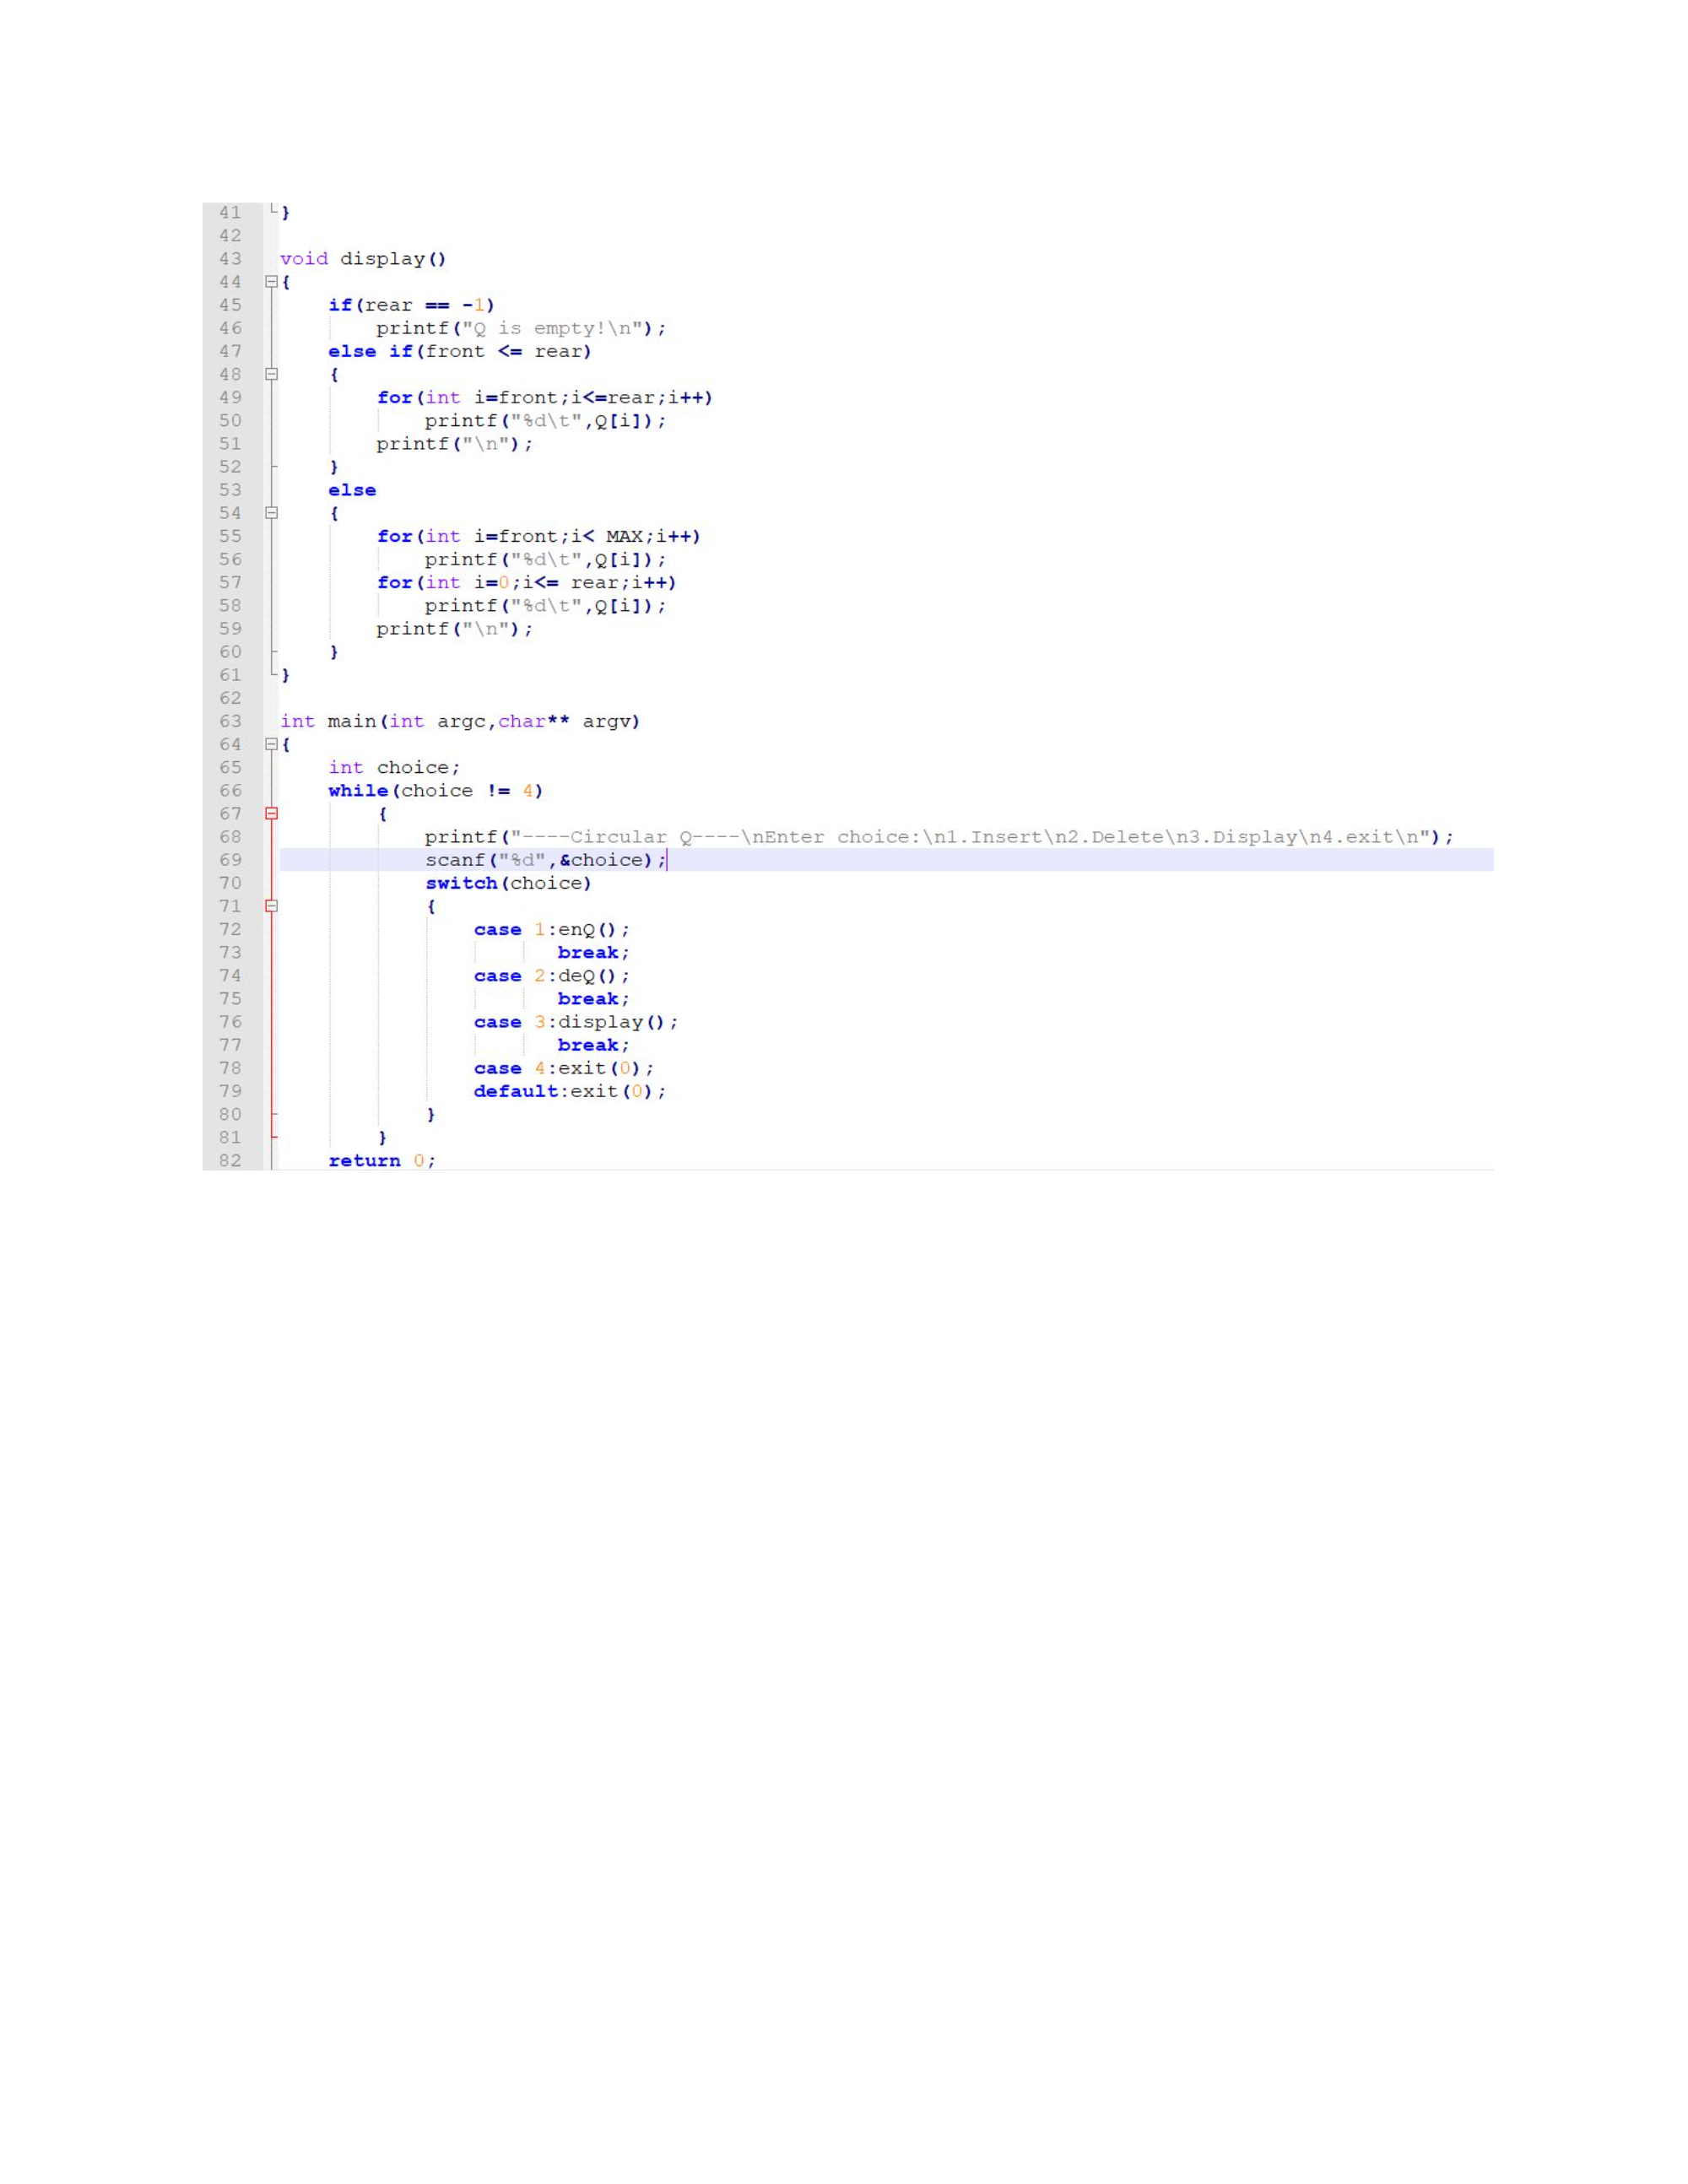 41 }
42
43 void display()
44 {
45     if(rear == -1)
46         printf("Q is empty!\n");
47     else if(front <= rear)
48     {
49         for(int i=front;i<=rear;i++)
50             printf("%d\t",Q[i]);
51         printf("\n");
52     }
53     else
54     {
55         for(int i=front;i< MAX;i++)
56             printf("%d\t",Q[i]);
57         for(int i=0;i<= rear;i++)
58             printf("%d\t",Q[i]);
59         printf("\n");
60     }
61 }
62
63 int main(int argc,char** argv)
64 {
65     int choice;
66     while(choice != 4)
67         {
68             printf("----Circular Q----\nEnter choice:\n1.Insert\n2.Delete\n3.Display\n4.exit\n");
69             scanf("%d",&choice);
70             switch(choice)
71             {
72                 case 1:enQ();
73                        break;
74                 case 2:deQ();
75                        break;
76                 case 3:display();
77                        break;
78                 case 4:exit(0);
79                 default:exit(0);
80             }
81         }
82     return 0;